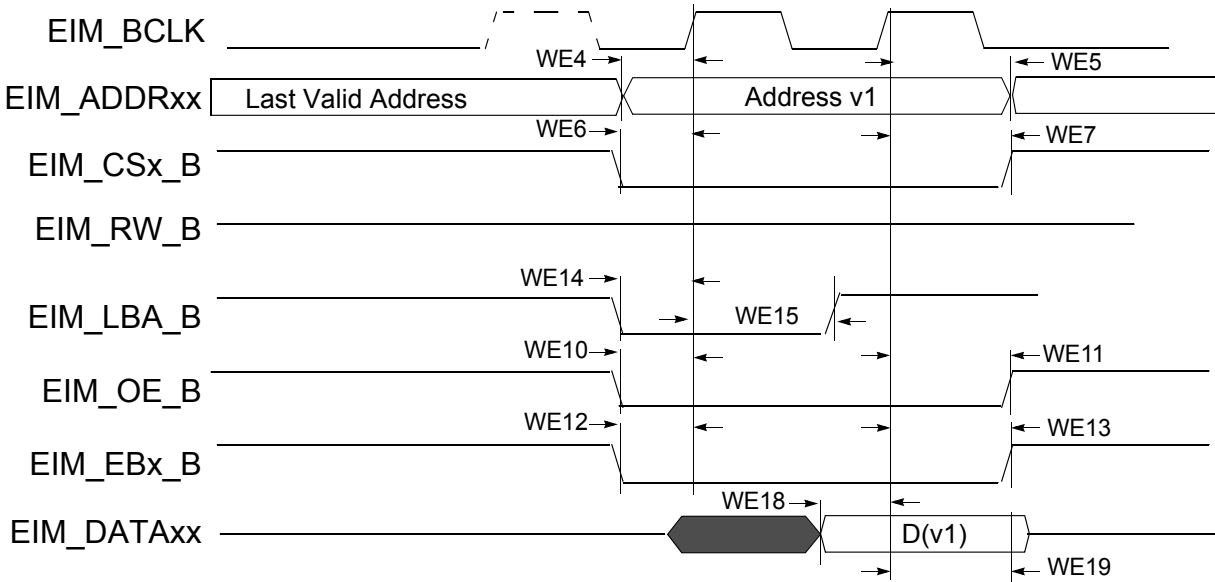 EIM_BCLK
WE4
WE5
EIM_ADDRxx
Last Valid Address
Address v1
WE6
WE7
EIM_CSx_B
EIM_RW_B
WE14
EIM_LBA_B
WE15
WE10
WE11
EIM_OE_B
WE12
WE13
EIM_EBx_B
WE18
EIM_DATAxx
D(v1)
WE19